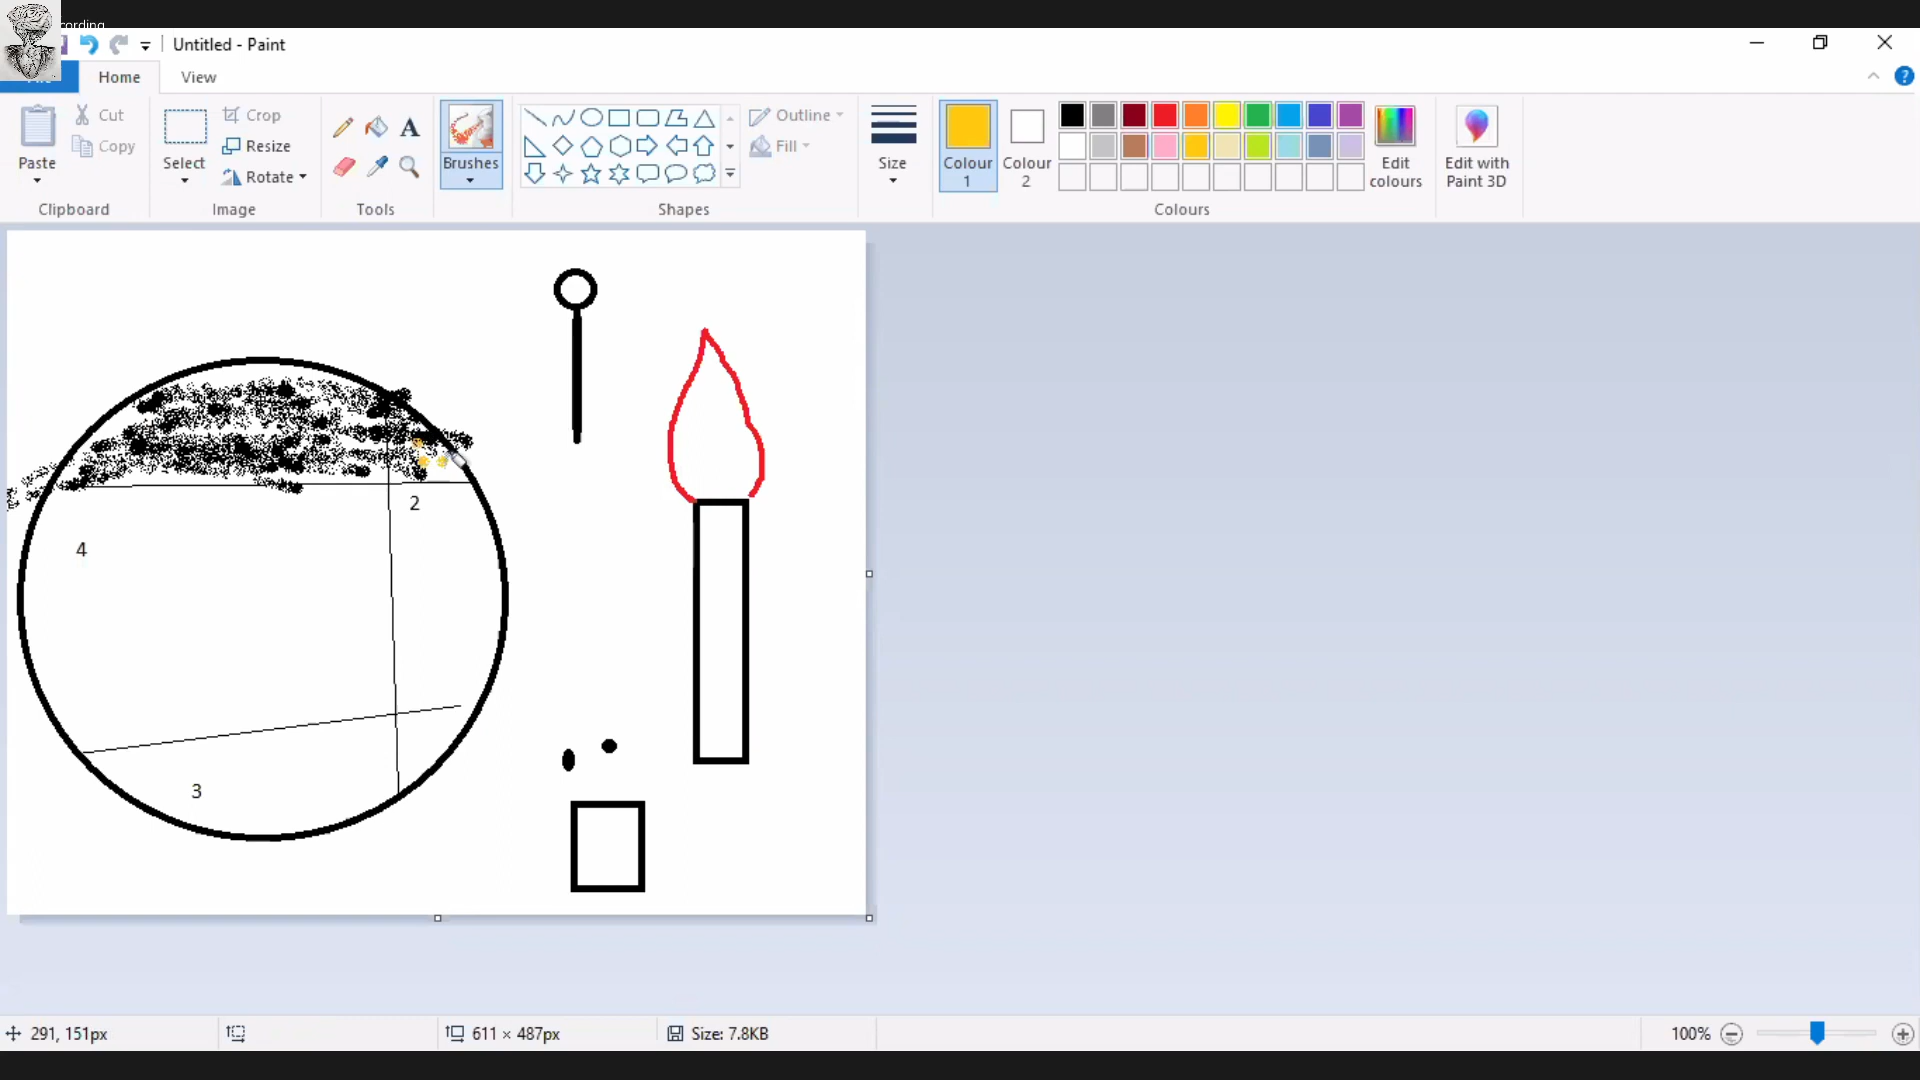 cording
Untitled - Paint
Home
View
Paste
Cut
Copy
Clipboard
Select
Crop
Resize
Rotate
Image
A
Tools
Brushes
Shapes
Outline
Fill
Size
Colour 1
Colour 2
Edit colours
Edit with Paint 3D
Colours
?
2
4
3
291, 151px
611 × 487px
Size: 7.8KB
100%